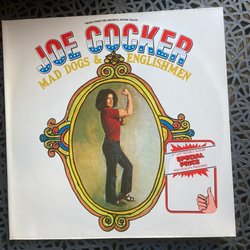 "MUSIC FROM THE ORIGINAL SOUND TRACK"
JOE COCKER
MAD DOGS & ENGLISHMEN
SPECIAL
PRICE